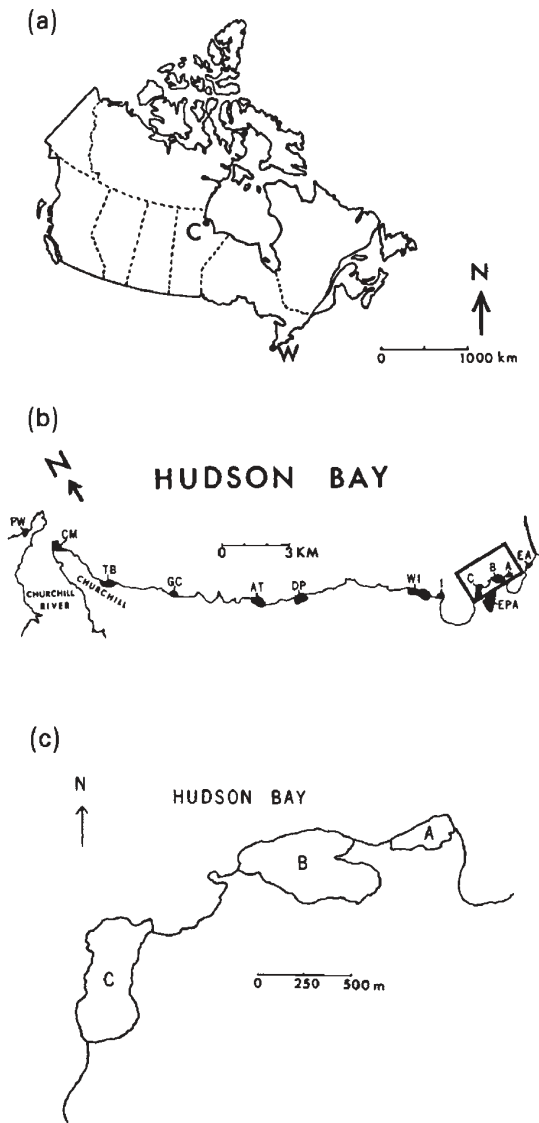 (a)
C
N
W
0 1000 km
(b)
N
HUDSON BAY
PW
CM
0 3 KM
EA
TB
GC
AT
DP
WI
1
C
B
A
EPA
CHURCHILL
RIVER
CHURCHILL
(c)
N
HUDSON BAY
A
B
C
0 250 500 m